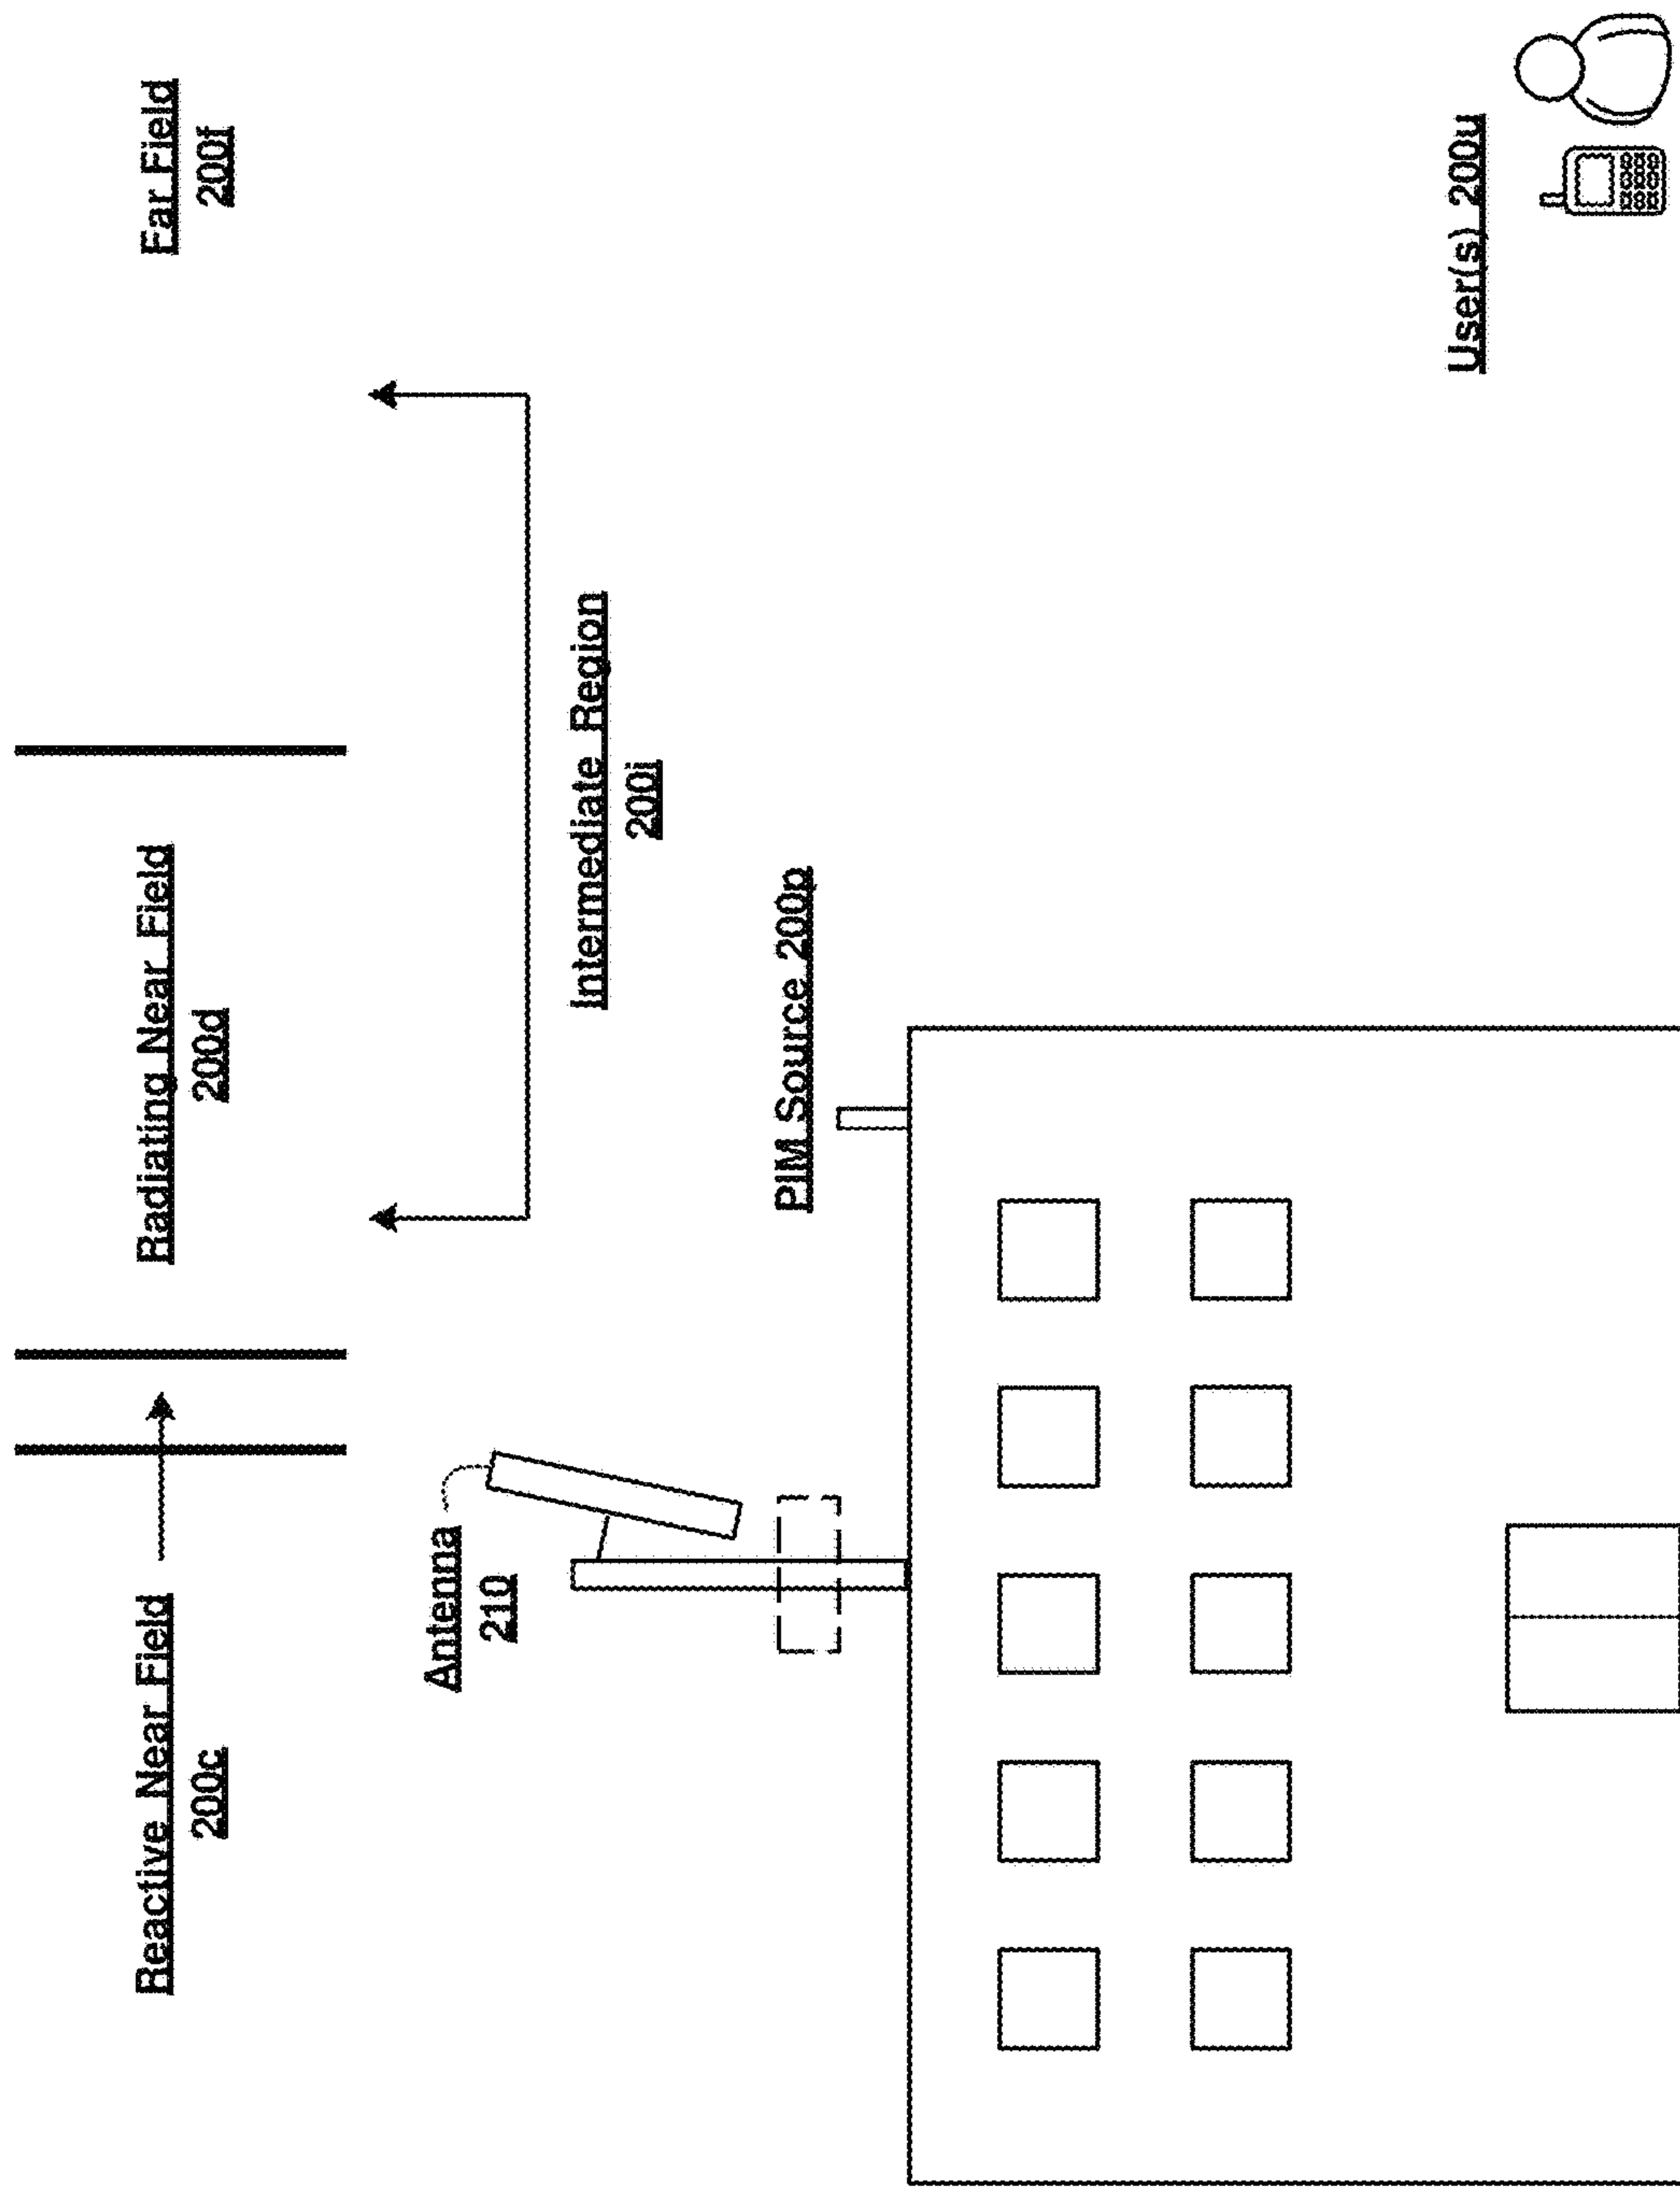 Reactive Near Field
200c
Radiating Near Field
200d
Far Field
200f
Antenna
210
Intermediate Region
200i
PIM Source 200p
User(s) 200u